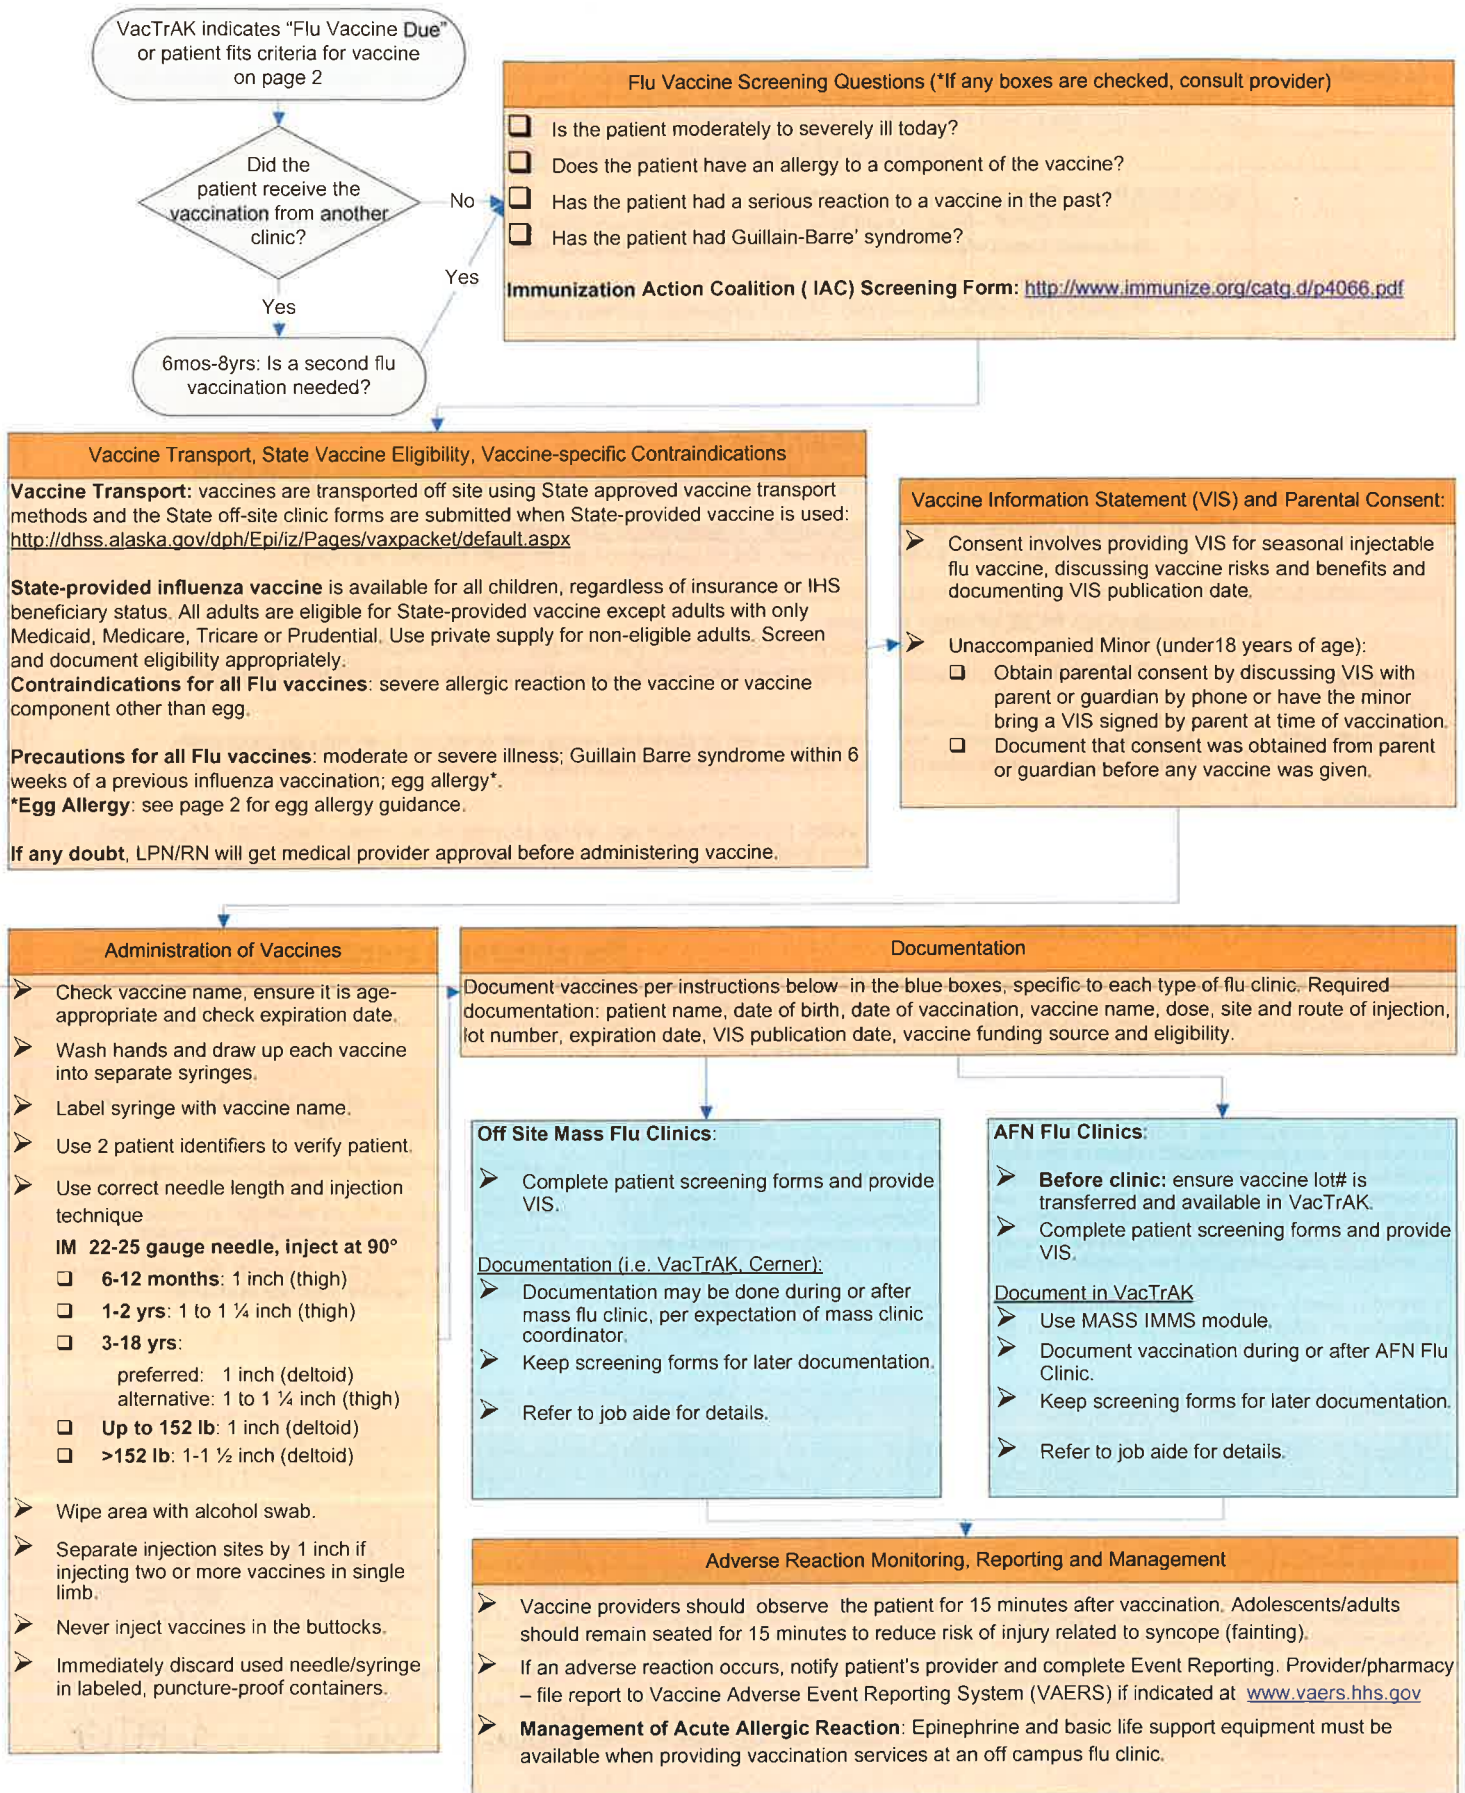 VacTrAK indicates "Flu Vaccine Due"
or patient fits criteria for vaccine
on page 2
Did the
patient receive the
vaccination from another
clinic?
No
Yes
Yes
6mos-8yrs: Is a second flu
vaccination needed?
Flu Vaccine Screening Questions (*If any boxes are checked, consult provider)
❑ Is the patient moderately to severely ill today?
❑ Does the patient have an allergy to a component of the vaccine?
❑ Has the patient had a serious reaction to a vaccine in the past?
❑ Has the patient had Guillain-Barre' syndrome?
Immunization Action Coalition ( IAC) Screening Form: http://www.immunize.org/catg.d/p4066.pdf
Vaccine Transport, State Vaccine Eligibility, Vaccine-specific Contraindications
Vaccine Transport: vaccines are transported off site using State approved vaccine transport
methods and the State off-site clinic forms are submitted when State-provided vaccine is used:
http://dhss.alaska.gov/dph/Epi/iz/Pages/vaxpacket/default.aspx
State-provided influenza vaccine is available for all children, regardless of insurance or IHS
beneficiary status. All adults are eligible for State-provided vaccine except adults with only
Medicaid, Medicare, Tricare or Prudential. Use private supply for non-eligible adults. Screen
and document eligibility appropriately.
Contraindications for all Flu vaccines: severe allergic reaction to the vaccine or vaccine
component other than egg.
Precautions for all Flu vaccines: moderate or severe illness; Guillain Barre syndrome within 6
weeks of a previous influenza vaccination; egg allergy*.
*Egg Allergy: see page 2 for egg allergy guidance.
If any doubt, LPN/RN will get medical provider approval before administering vaccine.
Vaccine Information Statement (VIS) and Parental Consent:
➢ Consent involves providing VIS for seasonal injectable
flu vaccine, discussing vaccine risks and benefits and
documenting VIS publication date.
➢ Unaccompanied Minor (under18 years of age):
❑ Obtain parental consent by discussing VIS with
parent or guardian by phone or have the minor
bring a VIS signed by parent at time of vaccination.
❑ Document that consent was obtained from parent
or guardian before any vaccine was given.
Administration of Vaccines
➢ Check vaccine name, ensure it is age-
appropriate and check expiration date.
➢ Wash hands and draw up each vaccine
into separate syringes.
➢ Label syringe with vaccine name.
➢ Use 2 patient identifiers to verify patient.
➢ Use correct needle length and injection
technique
IM 22-25 gauge needle, inject at 90°
❑ 6-12 months: 1 inch (thigh)
❑ 1-2 yrs: 1 to 1 ¼ inch (thigh)
❑ 3-18 yrs:
preferred: 1 inch (deltoid)
alternative: 1 to 1 ¼ inch (thigh)
❑ Up to 152 lb: 1 inch (deltoid)
❑ >152 lb: 1-1 ½ inch (deltoid)
➢ Wipe area with alcohol swab.
➢ Separate injection sites by 1 inch if
injecting two or more vaccines in single
limb.
➢ Never inject vaccines in the buttocks.
➢ Immediately discard used needle/syringe
in labeled, puncture-proof containers.
Documentation
Document vaccines per instructions below in the blue boxes, specific to each type of flu clinic. Required
documentation: patient name, date of birth, date of vaccination, vaccine name, dose, site and route of injection,
lot number, expiration date, VIS publication date, vaccine funding source and eligibility.
Off Site Mass Flu Clinics:
➢ Complete patient screening forms and provide
VIS.
Documentation (i.e. VacTrAK, Cerner):
➢ Documentation may be done during or after
mass flu clinic, per expectation of mass clinic
coordinator.
➢ Keep screening forms for later documentation.
➢ Refer to job aide for details.
AFN Flu Clinics:
➢ Before clinic: ensure vaccine lot# is
transferred and available in VacTrAK.
➢ Complete patient screening forms and provide
VIS.
Document in VacTrAK
➢ Use MASS IMMS module.
➢ Document vaccination during or after AFN Flu
Clinic.
➢ Keep screening forms for later documentation.
➢ Refer to job aide for details.
Adverse Reaction Monitoring, Reporting and Management
➢ Vaccine providers should observe the patient for 15 minutes after vaccination. Adolescents/adults
should remain seated for 15 minutes to reduce risk of injury related to syncope (fainting).
➢ If an adverse reaction occurs, notify patient's provider and complete Event Reporting. Provider/pharmacy
– file report to Vaccine Adverse Event Reporting System (VAERS) if indicated at www.vaers.hhs.gov
➢ Management of Acute Allergic Reaction: Epinephrine and basic life support equipment must be
available when providing vaccination services at an off campus flu clinic.